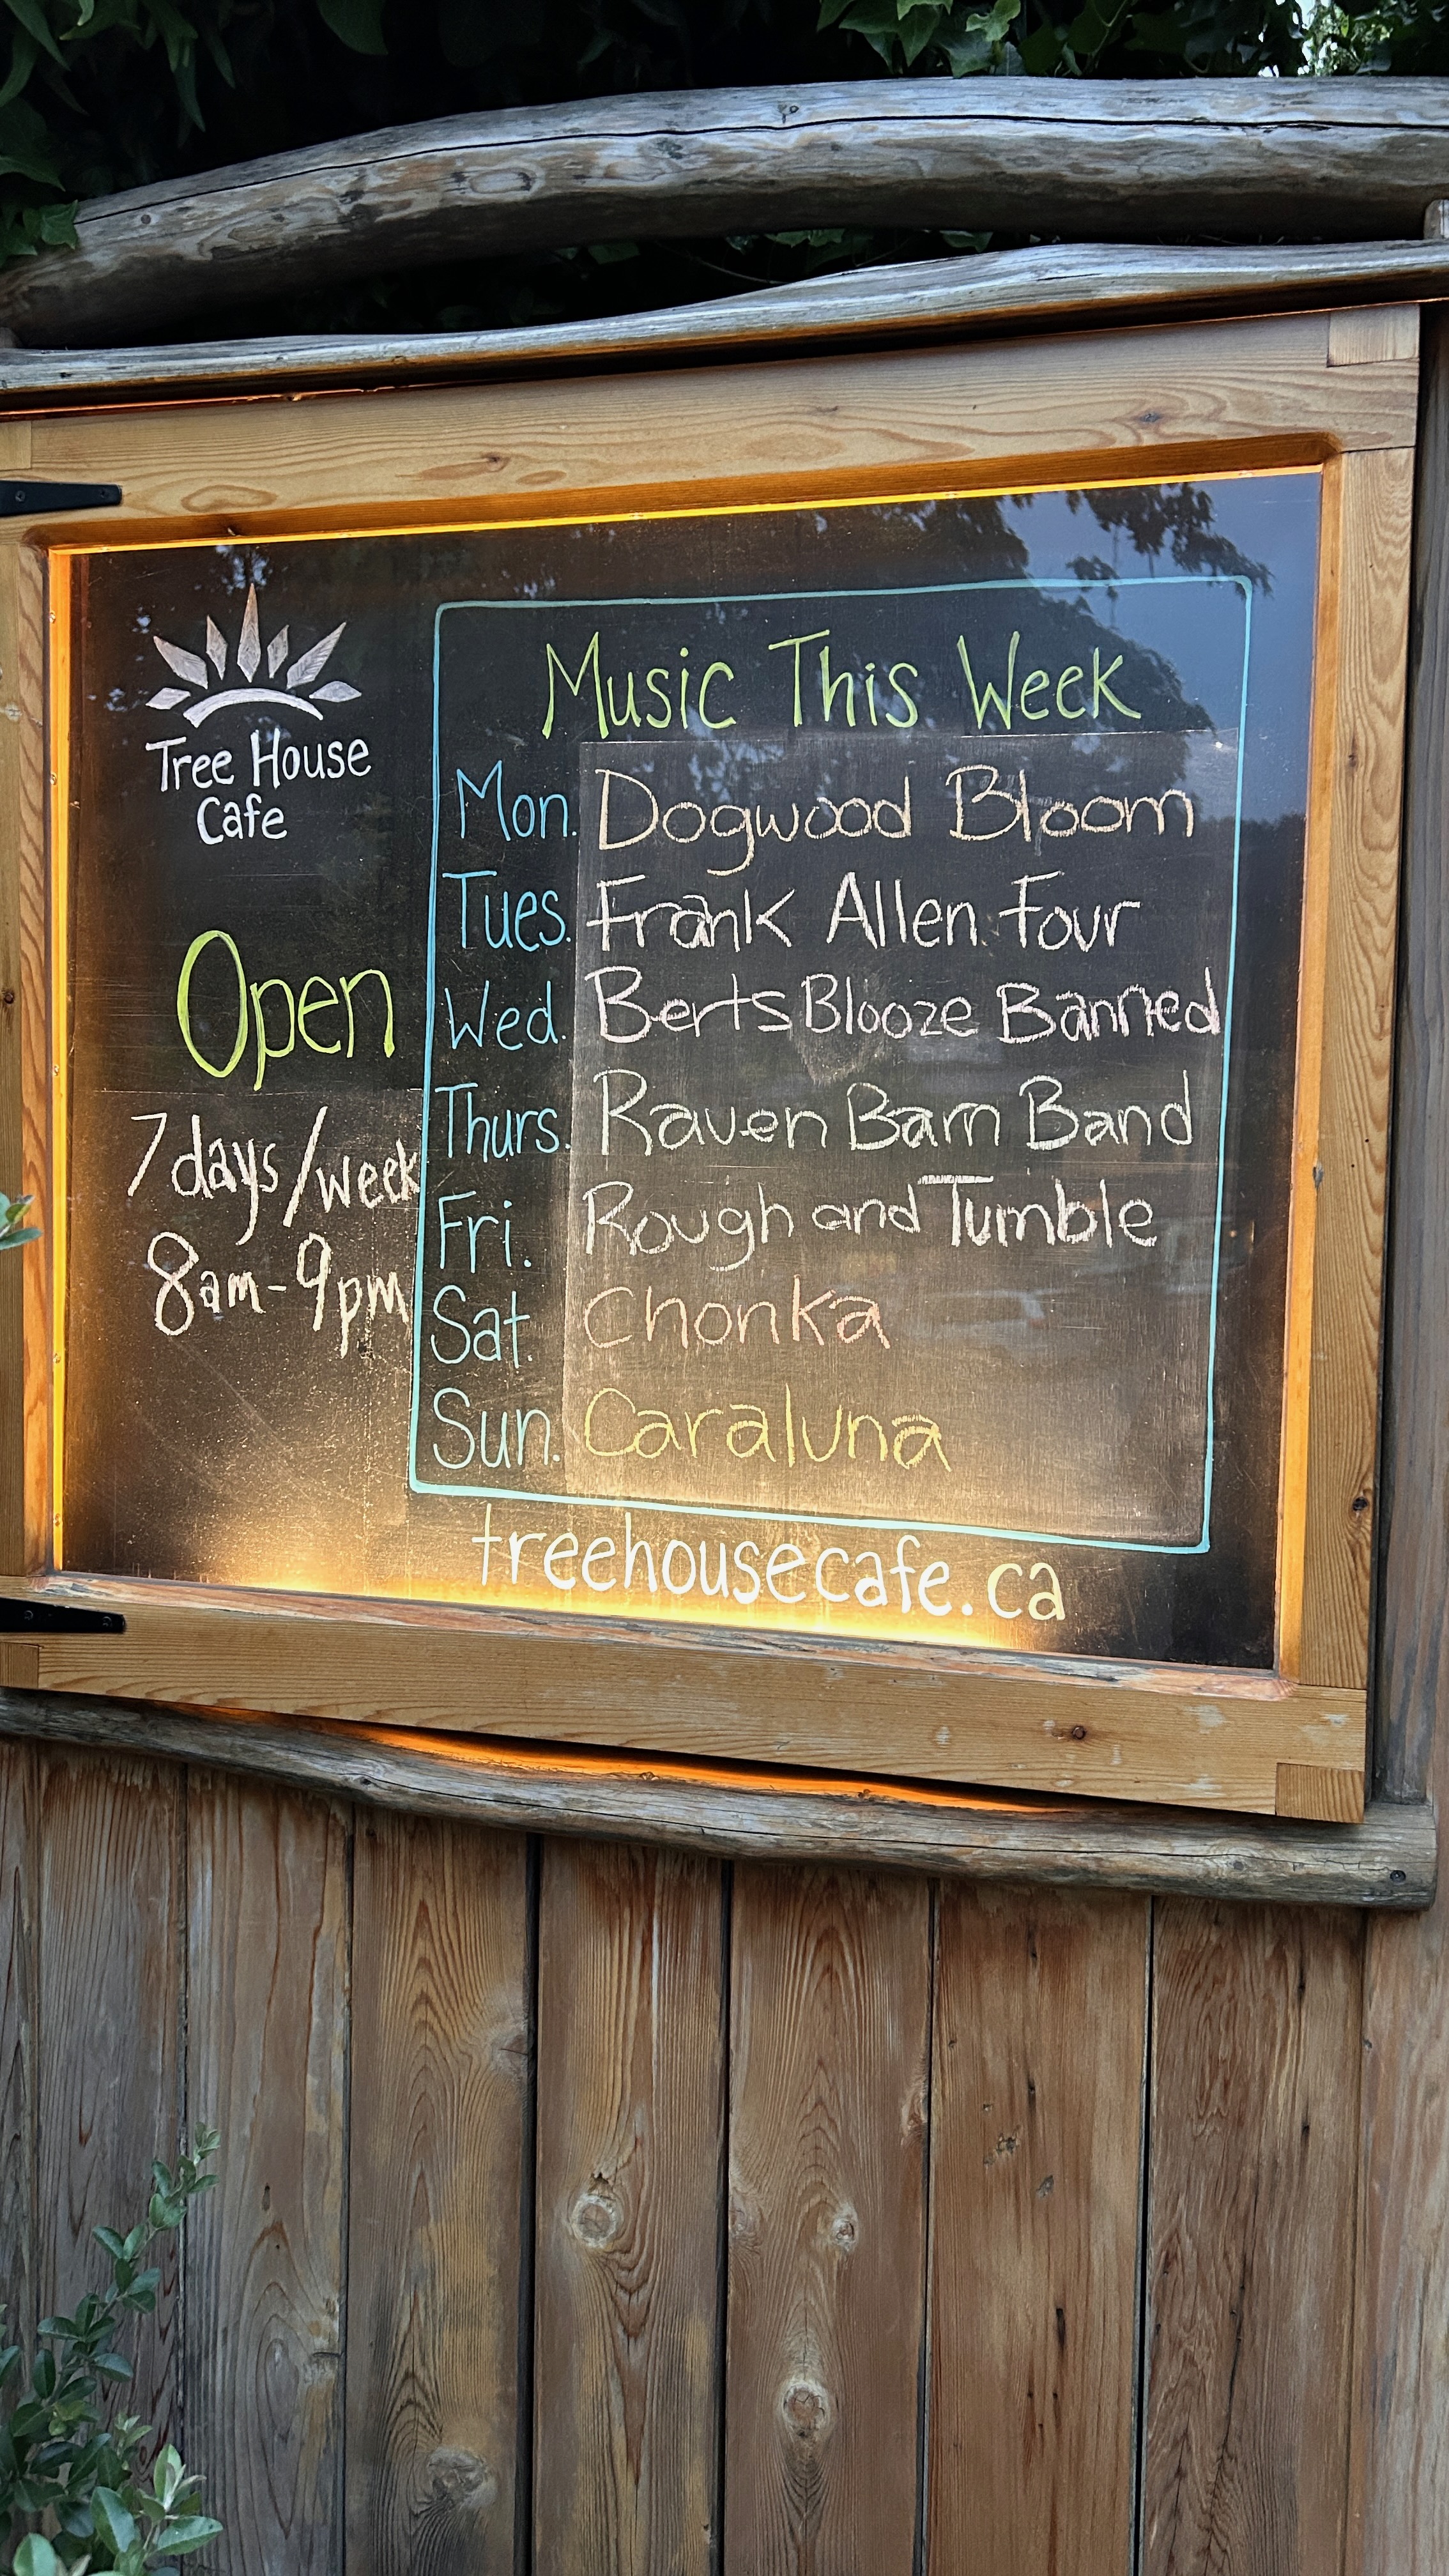 Tree House
Cafe
Open
7 days/week
8am-9pm
Music This Week
Mon. Dogwood Bloom
Tues. Frank Allen Four
Wed. Berts Blooze Banned
Thurs. Raven Barn Band
Fri. Rough and Tumble
Sat. Chonka
Sun. Caraluna
treehousecafe.ca